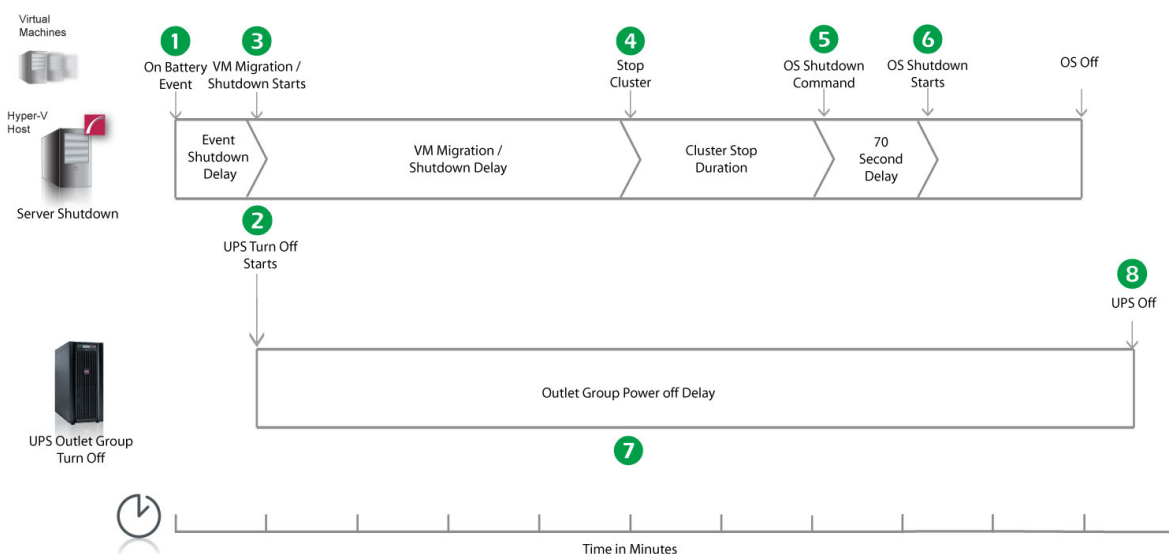 Virtual
Machines
1
On Battery
Event
3
VM Migration /
Shutdown Starts
4
Stop
Cluster
5
OS Shutdown
Command
6
OS Shutdown
Starts
OS Off
Hyper-V
Host
Server Shutdown
Event
Shutdown
Delay
VM Migration /
Shutdown Delay
Cluster Stop
Duration
70
Second
Delay
2
UPS Turn Off
Starts
8
UPS Off
Outlet Group Power off Delay
UPS Outlet Group
Turn Off
7
Time in Minutes